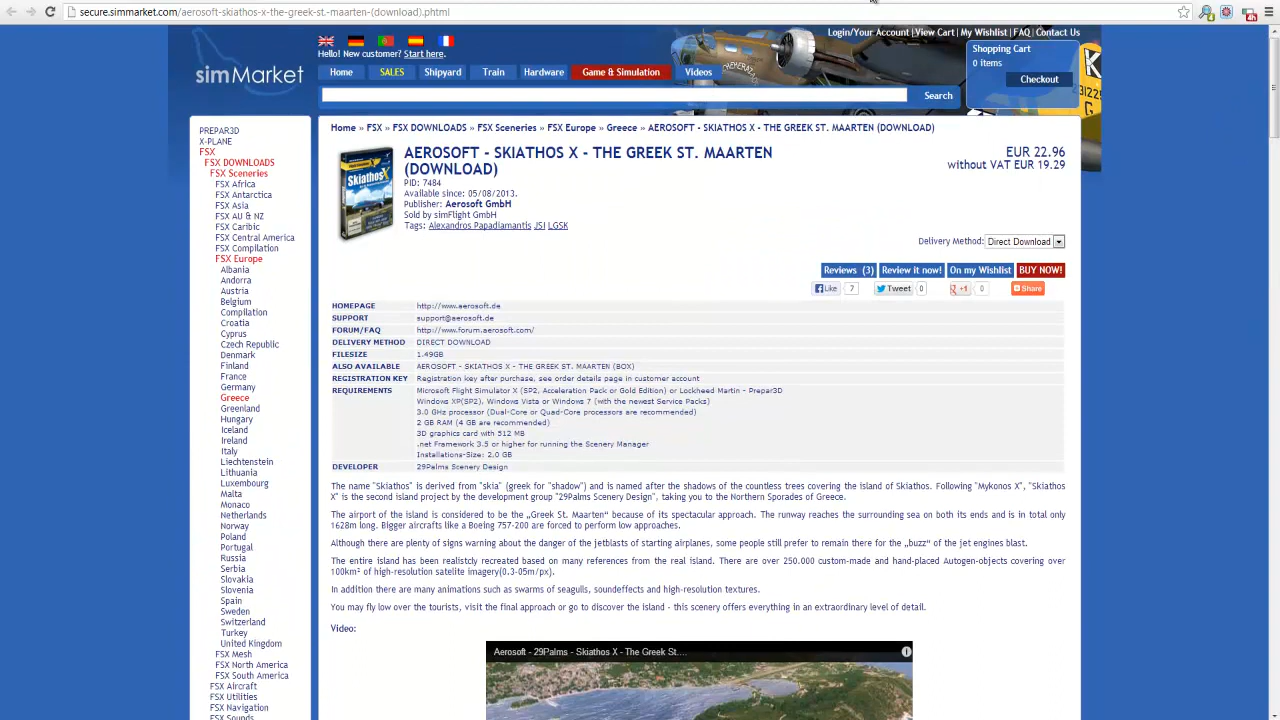 secure.simmarket.com/aerosoft-skiathos-x-the-greek-st.-maarten-(download).phtml
Login/Your Account | View Cart | My Wishlist | FAQ | Contact Us
Hello! New customer? Start here.
simMarket
Shopping Cart
0 items
Checkout
Home SALES Shipyard Train Hardware Game & Simulation Videos
Search
PREPAR3D
X-PLANE
FSX
FSX DOWNLOADS
FSX Sceneries
FSX Africa
FSX Antarctica
FSX Asia
FSX AU & NZ
FSX Caribic
FSX Central America
FSX Compilation
FSX Europe
Albania
Andorra
Austria
Belgium
Compilation
Croatia
Cyprus
Czech Republic
Denmark
Finland
France
Germany
Greece
Greenland
Hungary
Iceland
Ireland
Italy
Liechtenstein
Lithuania
Luxembourg
Malta
Monaco
Netherlands
Norway
Poland
Portugal
Russia
Serbia
Slovakia
Slovenia
Spain
Sweden
Switzerland
Turkey
United Kingdom
FSX Mesh
FSX North America
FSX South America
FSX Aircraft
FSX Utilities
FSX Navigation
FSX Sounds
Home » FSX » FSX DOWNLOADS » FSX Sceneries » FSX Europe » Greece » AEROSOFT - SKIATHOS X - THE GREEK ST. MAARTEN (DOWNLOAD)
AEROSOFT - SKIATHOS X - THE GREEK ST. MAARTEN
(DOWNLOAD)
PID: 7484
Available since: 05/08/2013.
Publisher: Aerosoft GmbH
Sold by simFlight GmbH
Tags: Alexandros Papadiamantis JSI LGSK
EUR 22.96
without VAT EUR 19.29
Delivery Method: Direct Download
Reviews (3) Review it now! On my Wishlist BUY NOW!
Like 7 Tweet 0 +1 0 Share
HOMEPAGE http://www.aerosoft.de
SUPPORT support@aerosoft.de
FORUM/FAQ http://www.forum.aerosoft.com/
DELIVERY METHOD DIRECT DOWNLOAD
FILESIZE 1.49GB
ALSO AVAILABLE AEROSOFT - SKIATHOS X - THE GREEK ST. MAARTEN (BOX)
REGISTRATION KEY Registration key after purchase, see order details page in customer account
REQUIREMENTS Microsoft Flight Simulator X (SP2, Acceleration Pack or Gold Edition) or Lockheed Martin - Prepar3D
Windows XP(SP2), Windows Vista or Windows 7 (with the newest Service Packs)
3.0 GHz processor (Dual-Core or Quad-Core processors are recommended)
2 GB RAM (4 GB are recommended)
3D graphics card with 512 MB
.net Framework 3.5 or higher for running the Scenery Manager
Installations-Size: 2,0 GB
DEVELOPER 29Palms Scenery Design
The name "Skiathos" is derived from "skia" (greek for "shadow") and is named after the shadows of the countless trees covering the island of Skiathos. Following "Mykonos X", "Skiathos
X" is the second island project by the development group "29Palms Scenery Design", taking you to the Northern Sporades of Greece.
The airport of the island is considered to be the „Greek St. Maarten“ because of its spectacular approach. The runway reaches the surrounding sea on both its ends and is in total only
1628m long. Bigger aircrafts like a Boeing 757-200 are forced to perform low approaches.
Although there are plenty of signs warning about the danger of the jetblasts of starting airplanes, some people still prefer to remain there for the „buzz“ of the jet engines blast.
The entire island has been realistcly recreated based on many references from the real island. There are over 250.000 custom-made and hand-placed Autogen-objects covering over
100km² of high-resolution satelite imagery(0.3-05m/px).
In addition there are many animations such as swarms of seagulls, soundeffects and high-resolution textures.
You may fly low over the tourists, visit the final approach or go to discover the island - this scenery offers everything in an extraordinary level of detail.
Video:
Aerosoft - 29Palms - Skiathos X - The Greek St....